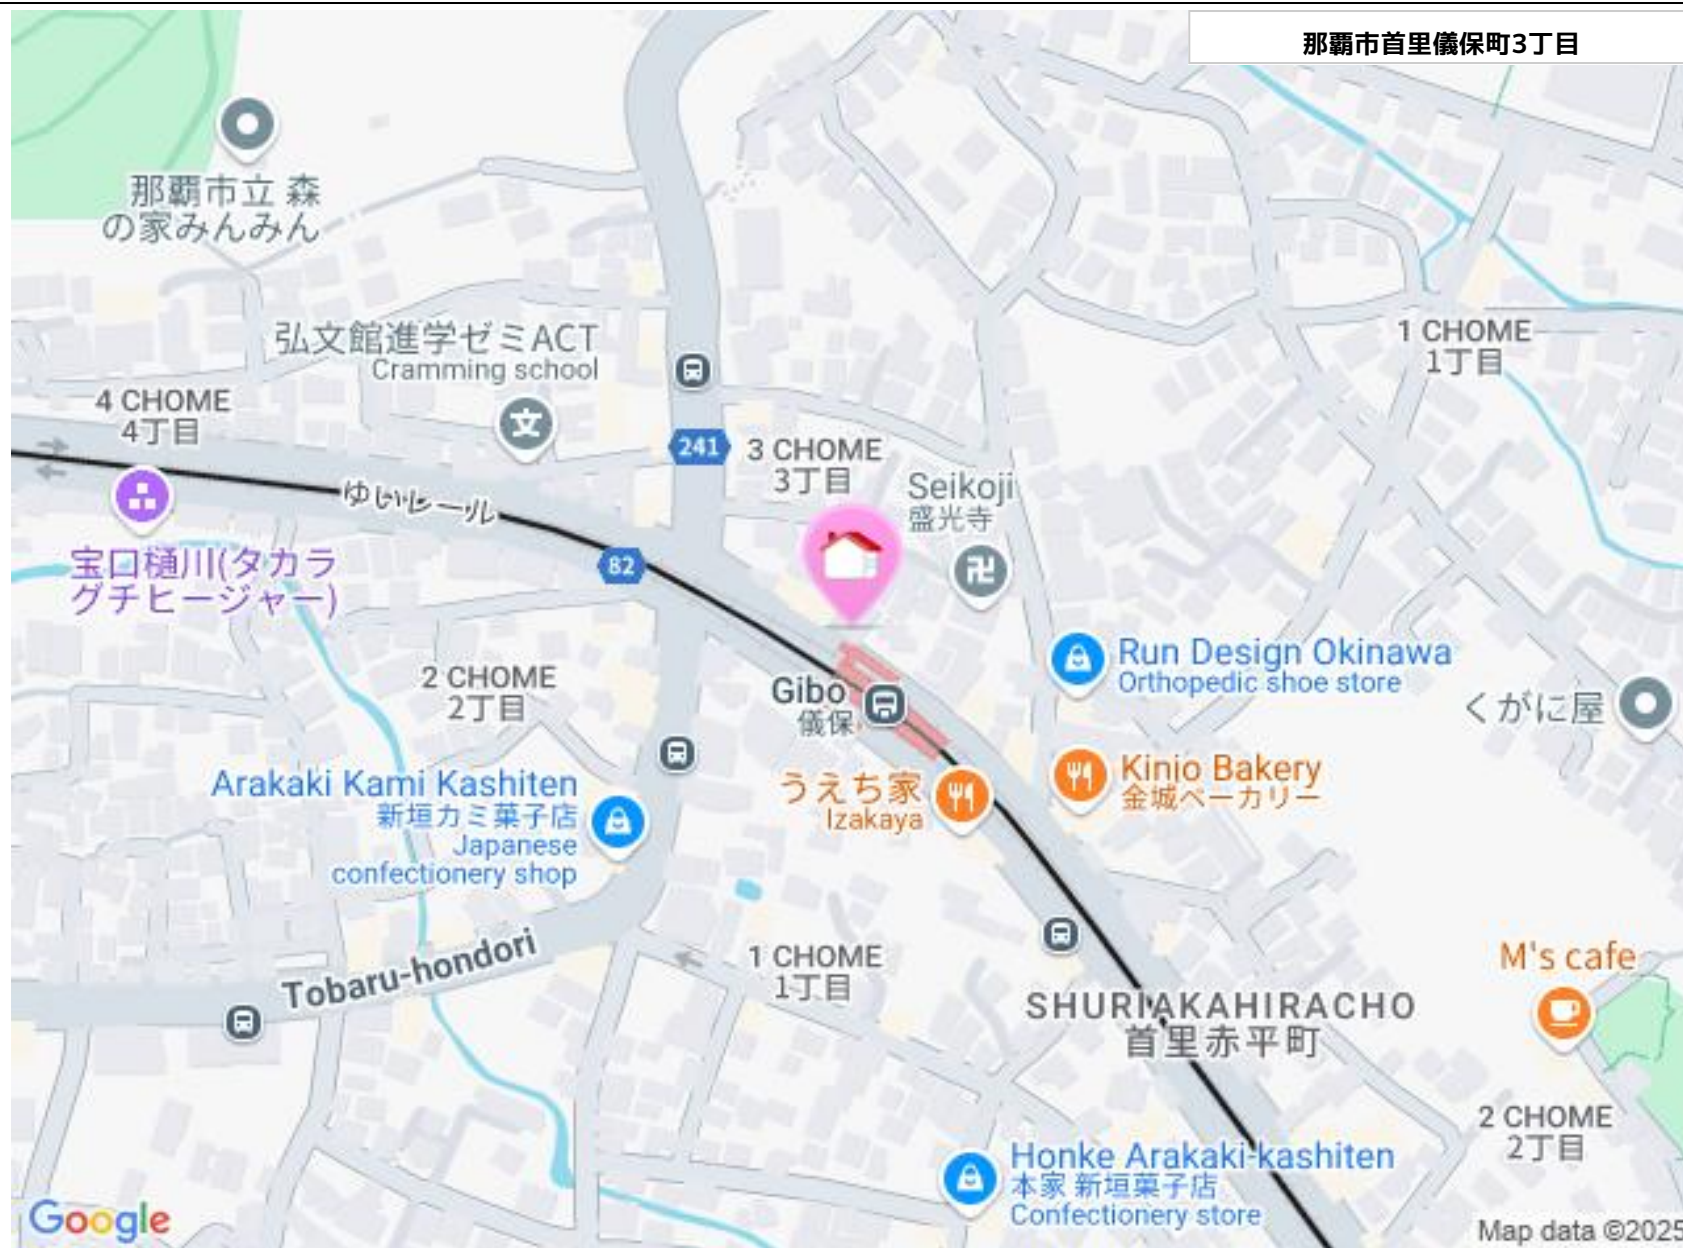 那覇市首里儀保町3丁目
那覇市立 森
の家みんみん
弘文館進学ゼミACT
Cramming school
文
1 CHOME
1丁目
4 CHOME
4丁目
241
3 CHOME
3丁目
Seikoji
盛光寺
卍
ゆいレール
宝口樋川(タカラ
グチヒージャー)
82
2 CHOME
2丁目
Gibo
儀保
Run Design Okinawa
Orthopedic shoe store
くがに屋
Arakaki Kami Kashiten
新垣カミ菓子店
Japanese
confectionery shop
うえち家
Izakaya
Kinjo Bakery
金城ベーカリー
Tobaru-hondori
1 CHOME
1丁目
M's cafe
SHURIAKAHIRACHO
首里赤平町
2 CHOME
2丁目
Honke Arakaki-kashiten
本家 新垣菓子店
Confectionery store
Google
Map data ©2025